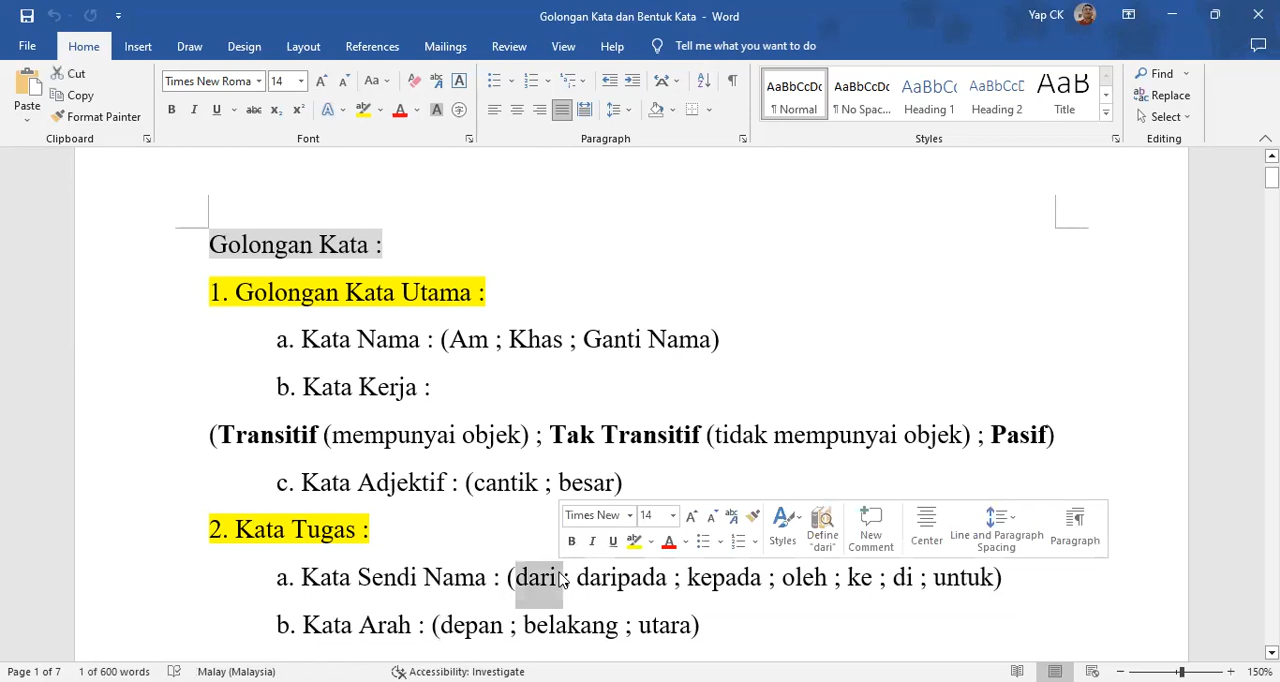 Golongan Kata dan Bentuk Kata - Word
Yap CK
File Home Insert Draw Design Layout References Mailings Review View Help Tell me what you want to do
Paste
Cut
Copy
Format Painter
Clipboard
Times New Roma 14
Font
Paragraph
AaBbCcDc AaBbCcDc AaBbC AaBbCcD AaB
¶ Normal ¶ No Spac... Heading 1 Heading 2 Title
Styles
Find
Replace
Select
Editing
Golongan Kata :
1. Golongan Kata Utama :
a. Kata Nama : (Am ; Khas ; Ganti Nama)
b. Kata Kerja :
(Transitif (mempunyai objek) ; Tak Transitif (tidak mempunyai objek) ; Pasif)
c. Kata Adjektif : (cantik ; besar)
Times New 14
Styles Define "dari" New Comment Center Line and Paragraph Spacing Paragraph
2. Kata Tugas :
a. Kata Sendi Nama : (dari ; daripada ; kepada ; oleh ; ke ; di ; untuk)
b. Kata Arah : (depan ; belakang ; utara)
Page 1 of 7 1 of 600 words Malay (Malaysia) Accessibility: Investigate 150%